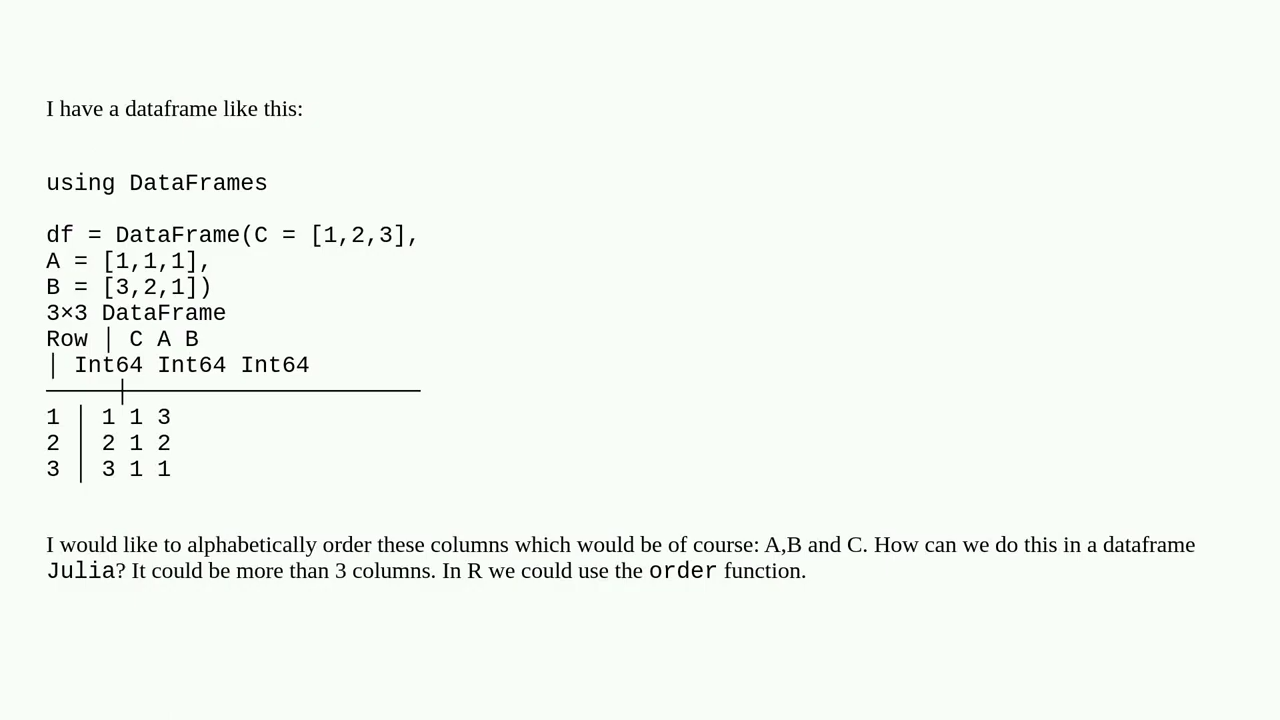 I have a dataframe like this:
using DataFrames
df = DataFrame(C = [1,2,3],
A = [1,1,1],
B = [3,2,1])
3×3 DataFrame
Row │ C A B
│ Int64 Int64 Int64
─────┼─────────────────────
1 │ 1 1 3
2 │ 2 1 2
3 │ 3 1 1
I would like to alphabetically order these columns which would be of course: A,B and C. How can we do this in a dataframe
Julia? It could be more than 3 columns. In R we could use the order function.